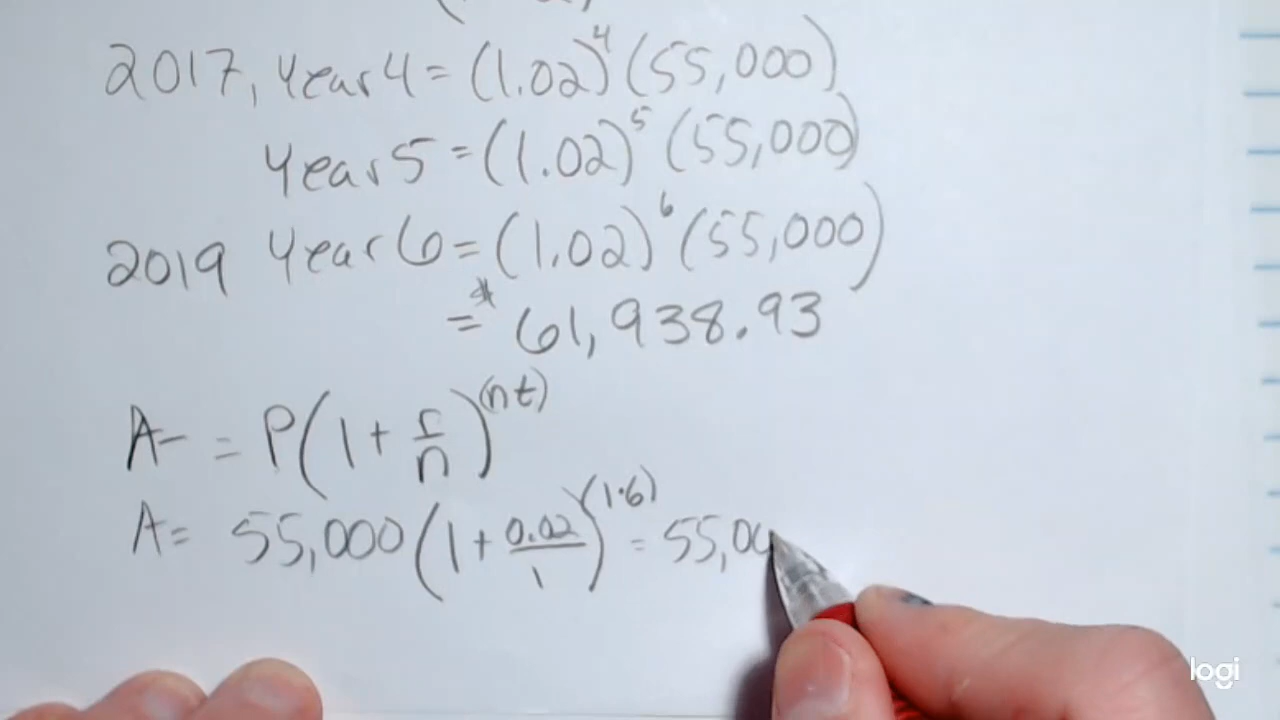 2017, Year 4 = (1.02)^4 (55,000)
Year 5 = (1.02)^5 (55,000)
2019 Year 6 = (1.02)^6 (55,000)
= 61,938.93
A = P(1 + r/n)^(nt)
A = 55,000 (1 + 0.02/1)^(1·6) = 55,00
logi